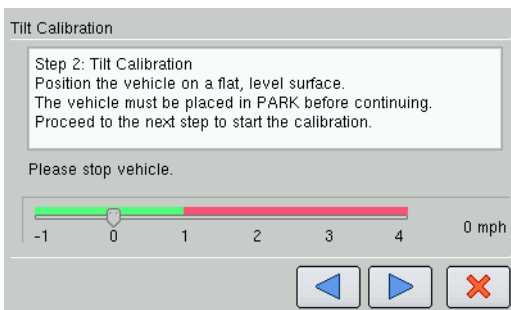 Tilt Calibration
Step 2: Tilt Calibration
Position the vehicle on a flat, level surface.
The vehicle must be placed in PARK before continuing.
Proceed to the next step to start the calibration.
Please stop vehicle.
-1 0 1 2 3 4 0 mph